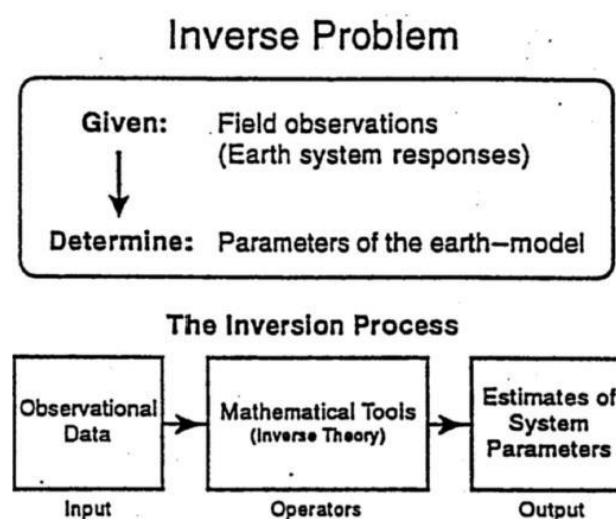 Inverse Problem
Given: Field observations
(Earth system responses)
Determine: Parameters of the earth–model
The Inversion Process
Observational
Data
Mathematical Tools
(Inverse Theory)
Estimates of
System
Parameters
Input
Operators
Output